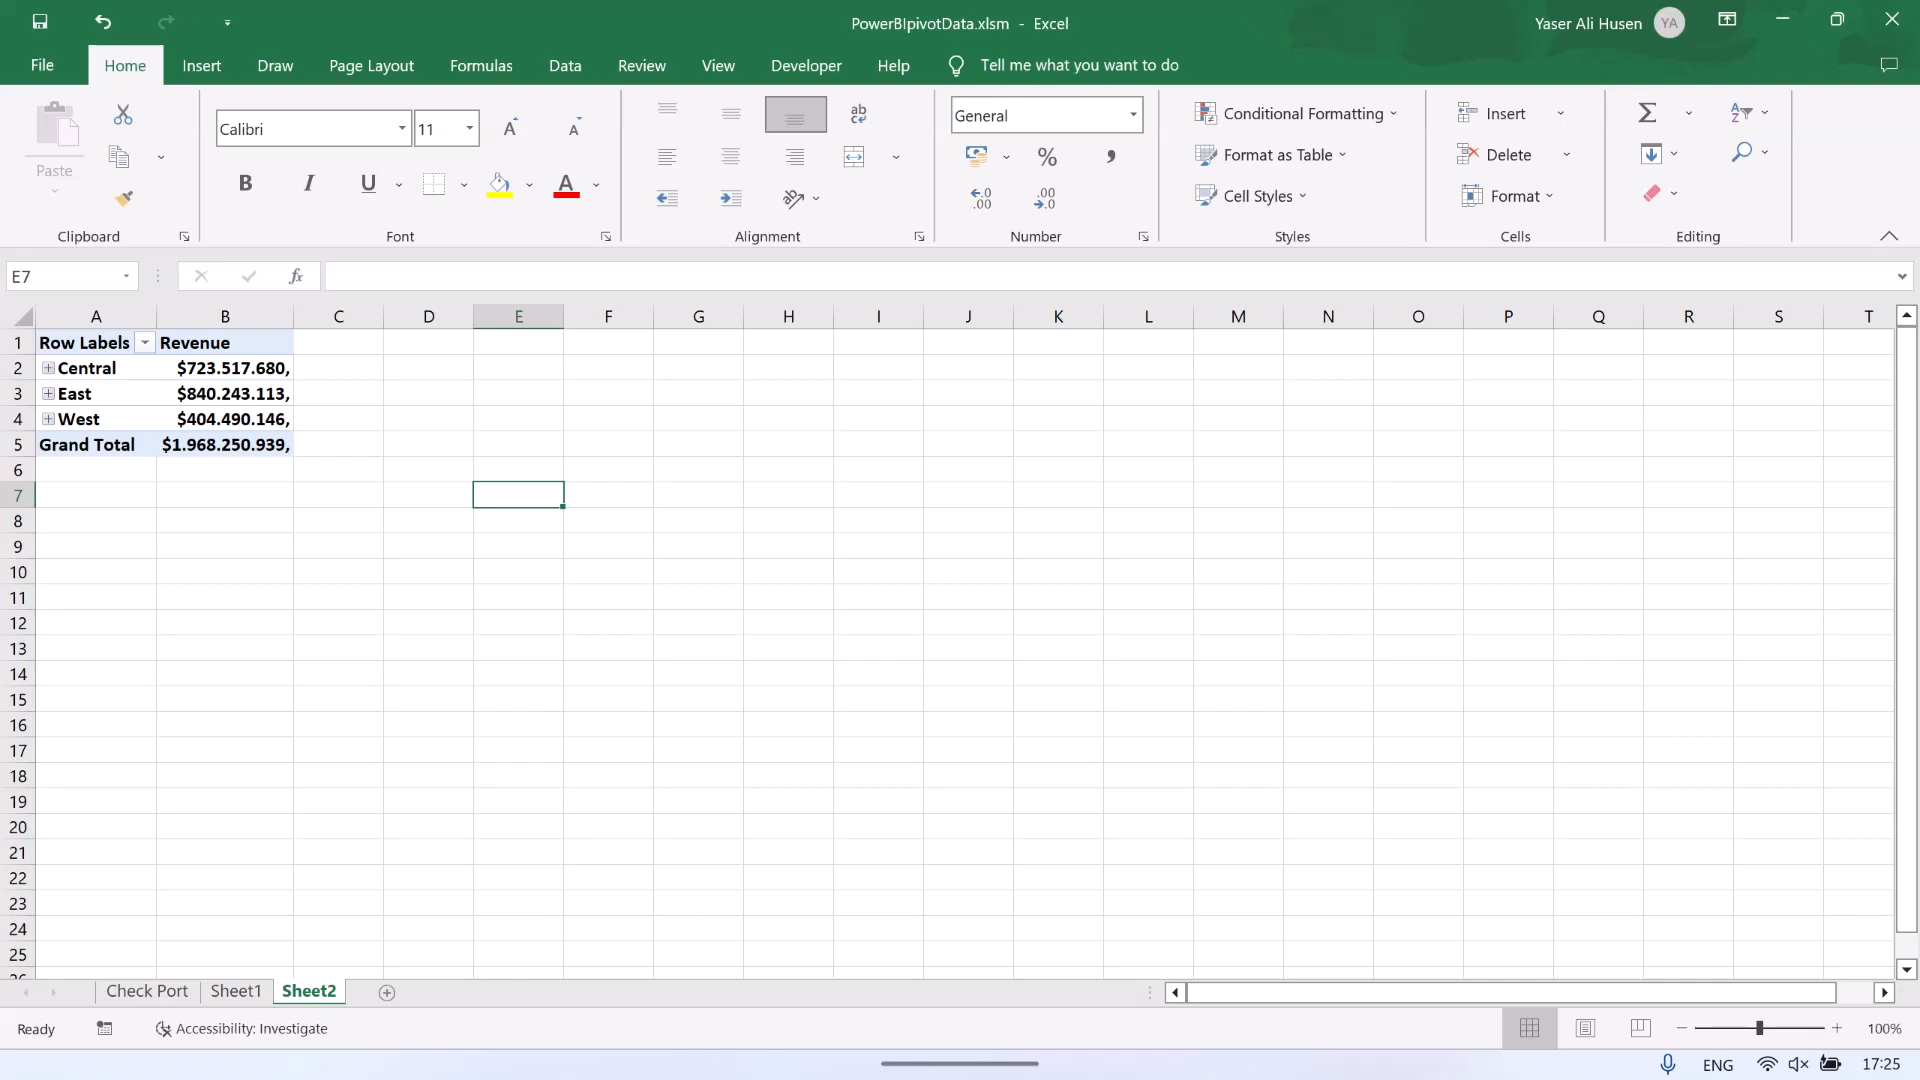 PowerBIpivotData.xlsm - Excel
Yaser Ali Husen YA
File Home Insert Draw Page Layout Formulas Data Review View Developer Help Tell me what you want to do
Paste
Clipboard
Calibri 11
B I U A
Font
ab
Alignment
General
%
Number
Conditional Formatting
Format as Table
Cell Styles
Styles
Insert
Delete
Format
Cells
Editing
E7 fx
A B C D E F G H I J K L M N O P Q R S T
1 Row Labels Revenue
2 Central $723.517.680,
3 East $840.243.113,
4 West $404.490.146,
5 Grand Total $1.968.250.939,
6
7
8
9
10
11
12
13
14
15
16
17
18
19
20
21
22
23
24
25
Check Port Sheet1 Sheet2
Ready Accessibility: Investigate 100%
ENG 17:25